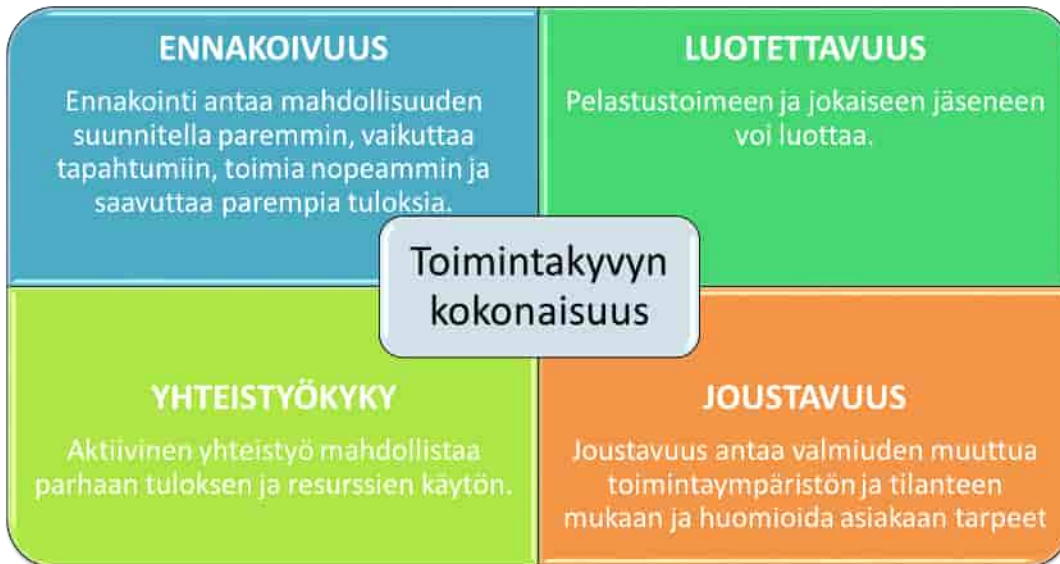 ENNAKOIVUUS
Ennakointi antaa mahdollisuuden
suunnitella paremmin, vaikuttaa
tapahtumiin, toimia nopeammin ja
saavuttaa parempia tuloksia.
LUOTETTAVUUS
Pelastustoimeen ja jokaiseen jäseneen
voi luottaa.
Toimintakyvyn
kokonaisuus
YHTEISTYÖKYKY
Aktiivinen yhteistyö mahdollistaa
parhaan tuloksen ja resurssien käytön.
JOUSTAVUUS
Joustavuus antaa valmiuden muuttua
toimintaympäristön ja tilanteen
mukaan ja huomioida asiakaan tarpeet